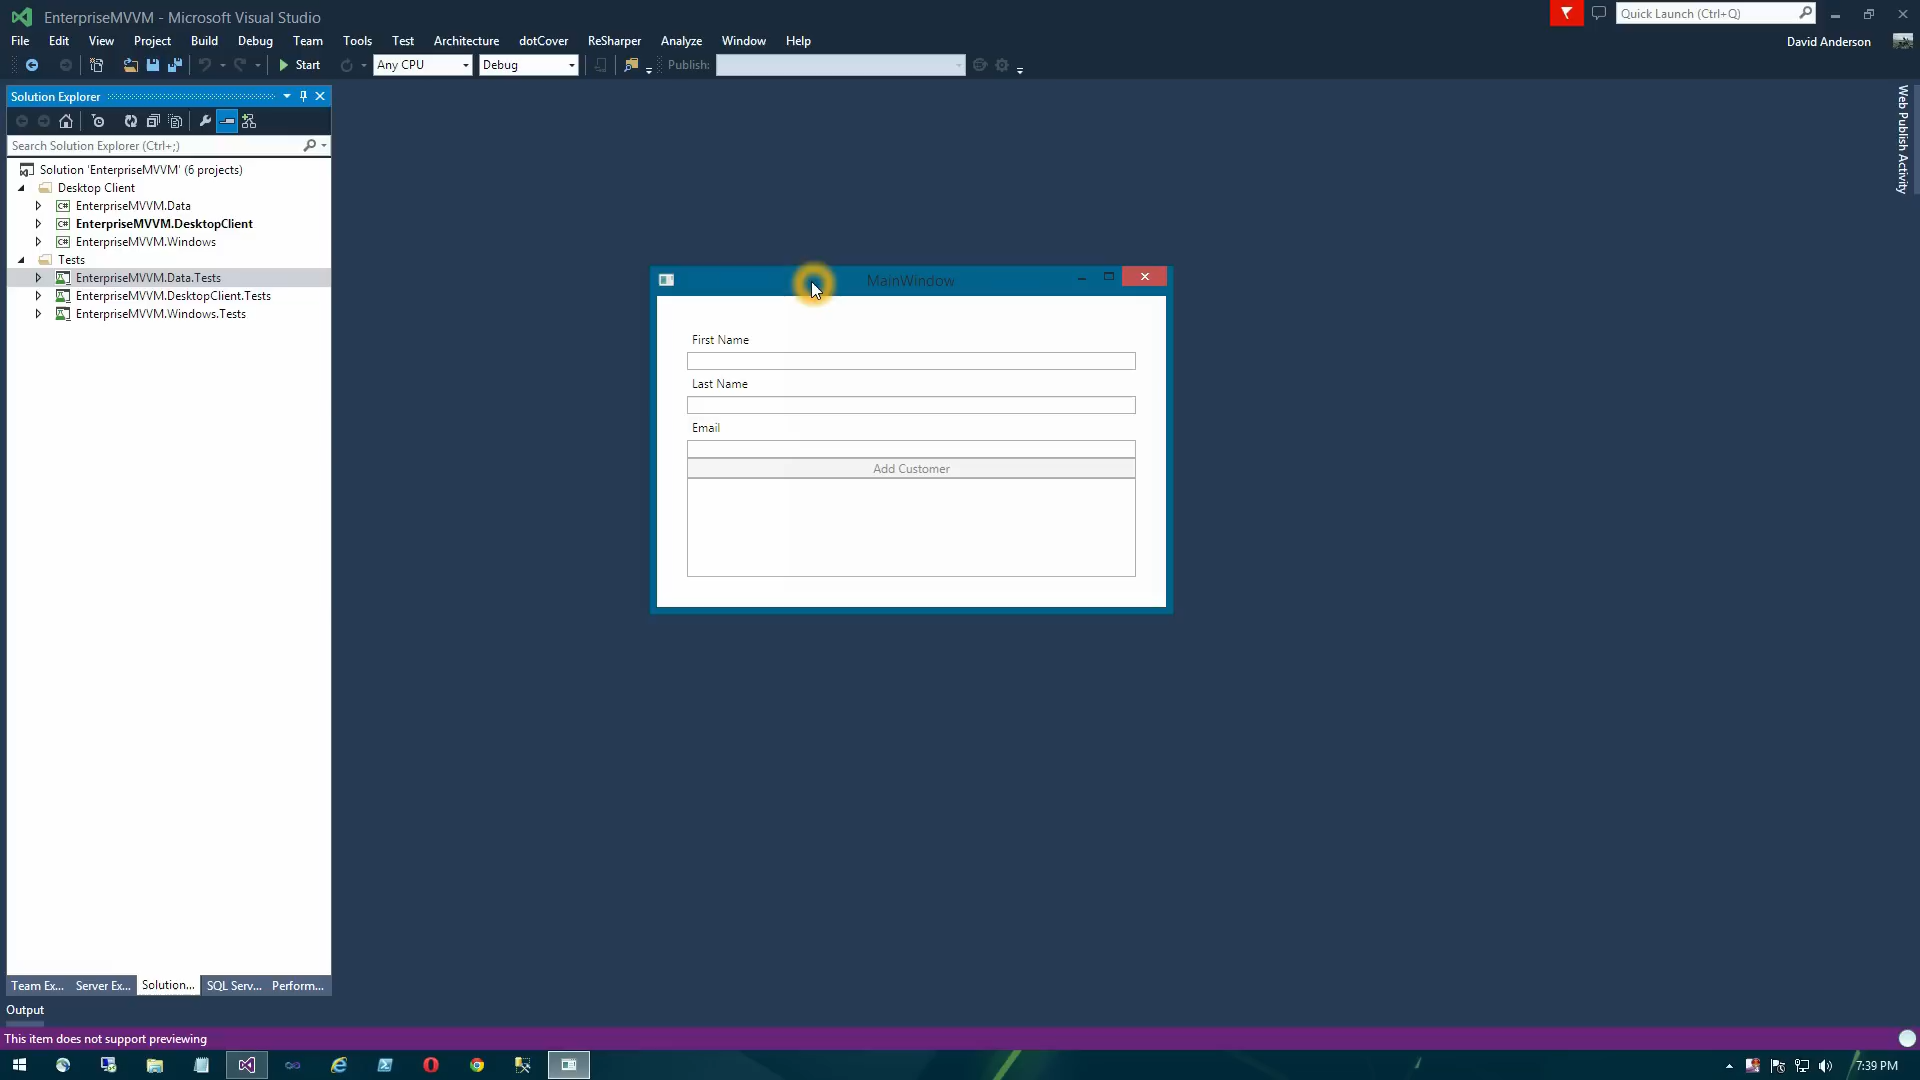 EnterpriseMVVM - Microsoft Visual Studio
Quick Launch (Ctrl+Q)
File Edit View Project Build Debug Team Tools Test Architecture dotCover ReSharper Analyze Window Help
David Anderson
Start Any CPU Debug Publish:
Solution Explorer
Search Solution Explorer (Ctrl+;)
Solution 'EnterpriseMVVM' (6 projects)
Desktop Client
EnterpriseMVVM.Data
EnterpriseMVVM.DesktopClient
EnterpriseMVVM.Windows
Tests
EnterpriseMVVM.Data.Tests
EnterpriseMVVM.DesktopClient.Tests
EnterpriseMVVM.Windows.Tests
MainWindow
First Name
Last Name
Email
Add Customer
Web Publish Activity
Team Ex... Server Ex... Solution... SQL Serv... Perform...
Output
This item does not support previewing
7:39 PM